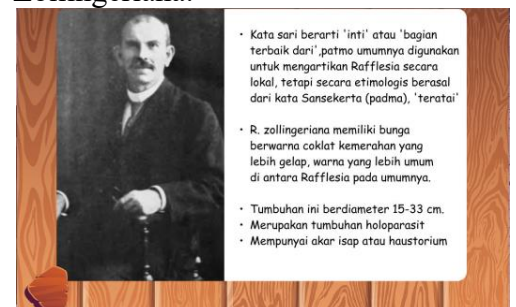 Zollingeriana.
• Kata sari berarti 'inti' atau 'bagian
terbaik dari',patmo umumnya digunakan
untuk mengartikan Rafflesia secara
lokal, tetapi secara etimologis berasal
dari kata Sansekerta (padma), 'teratai'
• R. zollingeriana memiliki bunga
berwarna coklat kemerahan yang
lebih gelap, warna yang lebih umum
di antara Rafflesia pada umumnya.
• Tumbuhan ini berdiameter 15-33 cm.
• Merupakan tumbuhan holoparasit
• Mempunyai akar isap atau haustorium